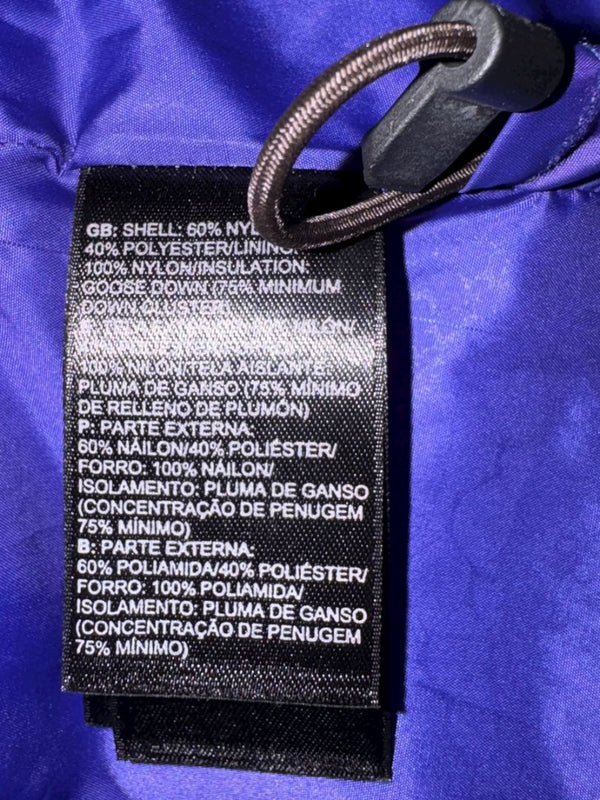 GB: SHELL: 60% NYL
40% POLYESTER/LINING:
100% NYLON/INSULATION:
GOOSE DOWN (75% MINIMUM
DOWN CLUSTER)
E: NILON/
100% NILON/TELA AISLANTE:
PLUMA DE GANSO (75% MÍNIMO
DE RELLENO DE PLUMÓN)
P: PARTE EXTERNA:
60% NÁILON/40% POLIÉSTER/
FORRO: 100% NÁILON/
ISOLAMENTO: PLUMA DE GANSO
(CONCENTRAÇÃO DE PENUGEM
75% MÍNIMO)
B: PARTE EXTERNA:
60% POLIAMIDA/40% POLIÉSTER/
FORRO: 100% POLIAMIDA/
ISOLAMENTO: PLUMA DE GANSO
(CONCENTRAÇÃO DE PENUGEM
75% MÍNIMO)